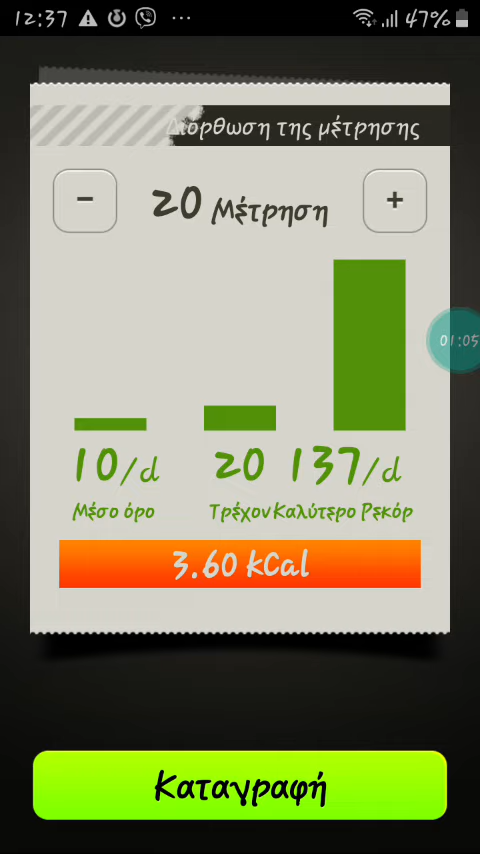 12:37 ... 47%
Διόρθωση της μέτρησης
- 20 Μέτρηση +
01:05
10/d 20 137/d
Μέσο όρο Τρέχον Καλύτερο Ρεκόρ
3.60 kCal
Καταγραφή